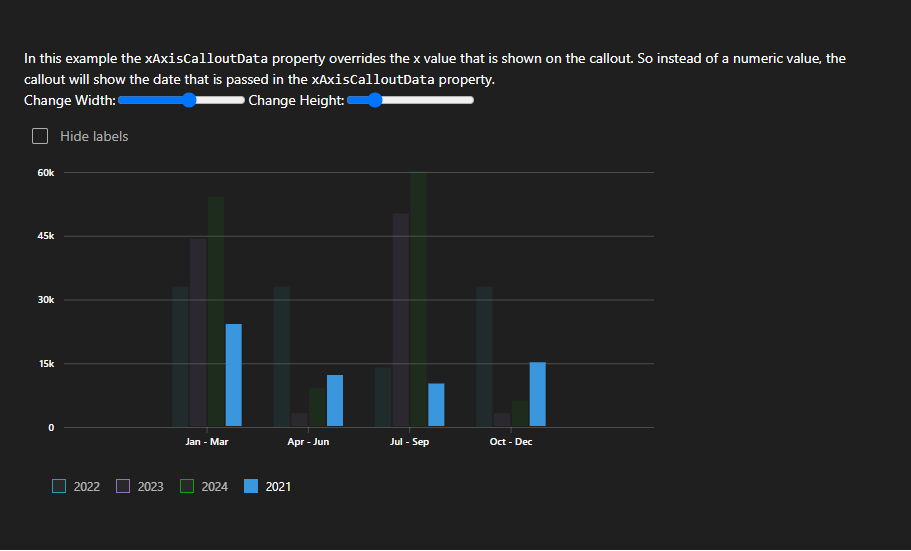 In this example the xAxisCalloutData property overrides the x value that is shown on the callout. So instead of a numeric value, the
callout will show the date that is passed in the xAxisCalloutData property.
Change Width: Change Height:
Hide labels
60k
45k
30k
15k
0
Jan - Mar Apr - Jun Jul - Sep Oct - Dec
2022 2023 2024 2021